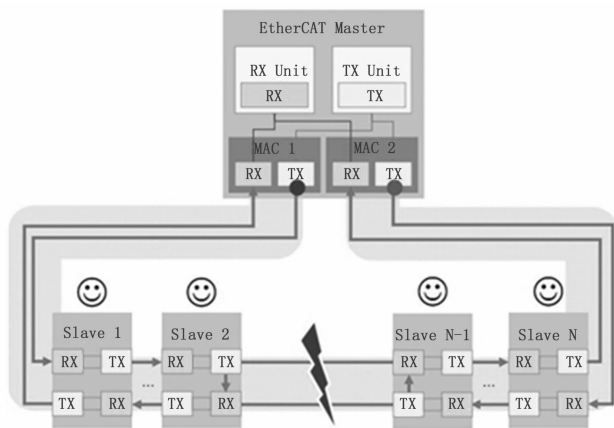 EtherCAT Master
RX Unit
TX Unit
RX
TX
MAC 1
MAC 2
RX
TX
RX
TX
Slave 1
Slave 2
Slave N-1
Slave N
RX
TX
RX
TX
RX
TX
RX
TX
...
...
TX
RX
TX
RX
TX
RX
TX
RX